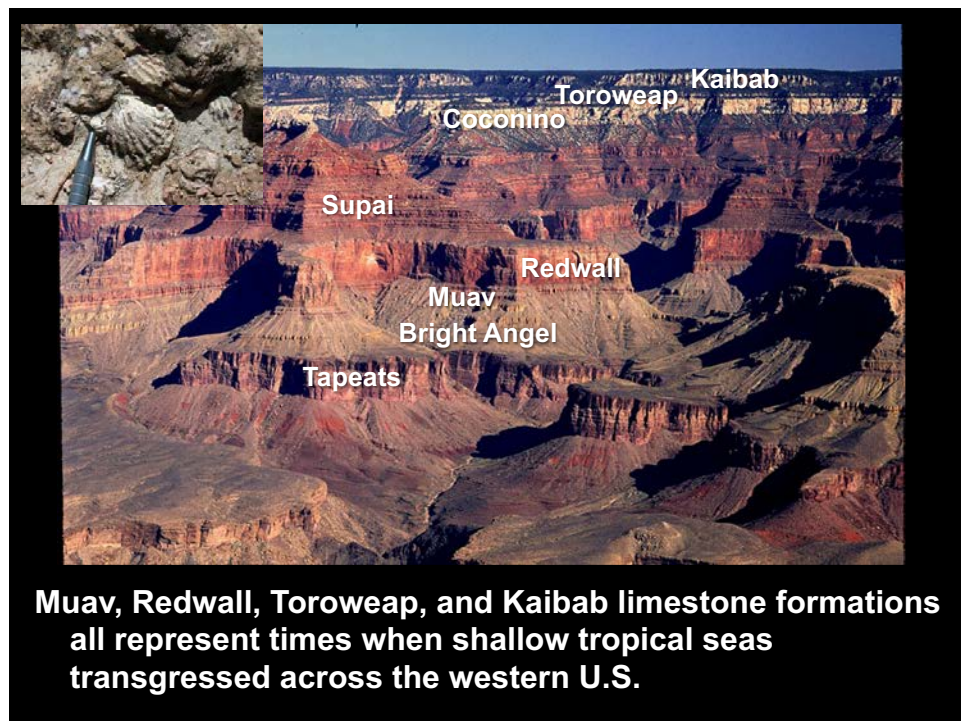 Kaibab
Toroweap
Coconino
Supai
Redwall
Muav
Bright Angel
Tapeats
Muav, Redwall, Toroweap, and Kaibab limestone formations
all represent times when shallow tropical seas
transgressed across the western U.S.